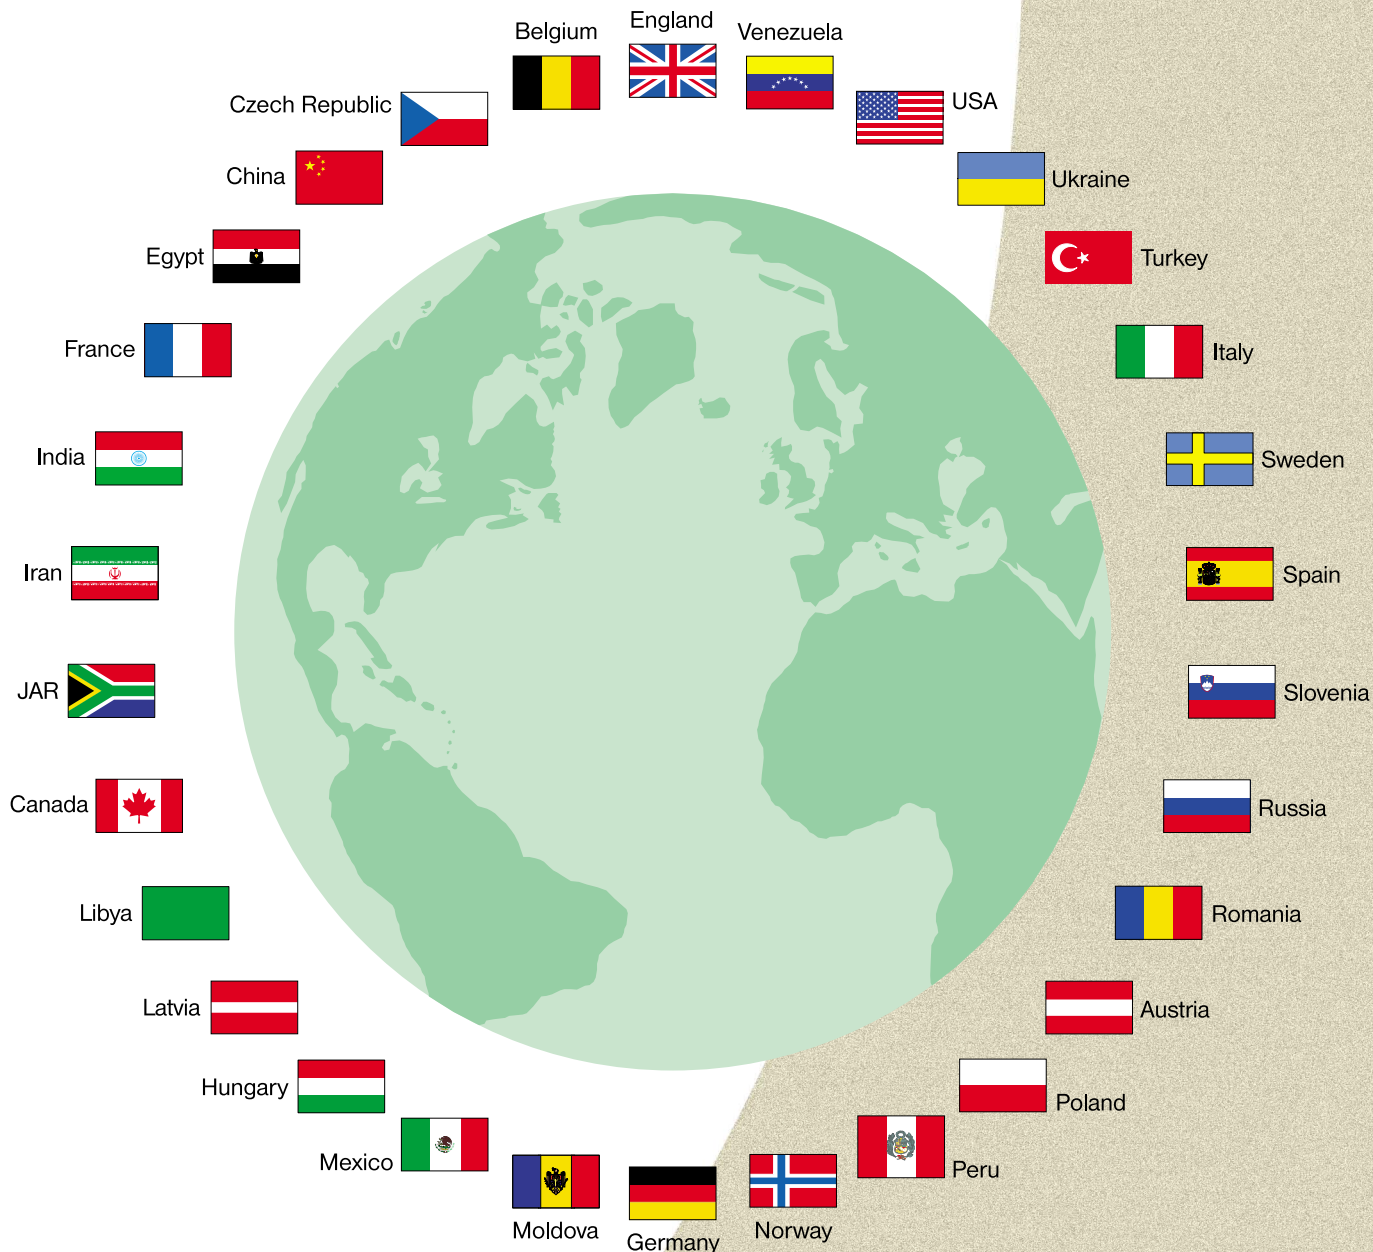 England
Belgium
Venezuela
Czech Republic
USA
China
Ukraine
Egypt
Turkey
France
Italy
India
Sweden
Iran
Spain
JAR
Slovenia
Canada
Russia
Libya
Romania
Latvia
Austria
Hungary
Poland
Mexico
Peru
Moldova
Norway
Germany